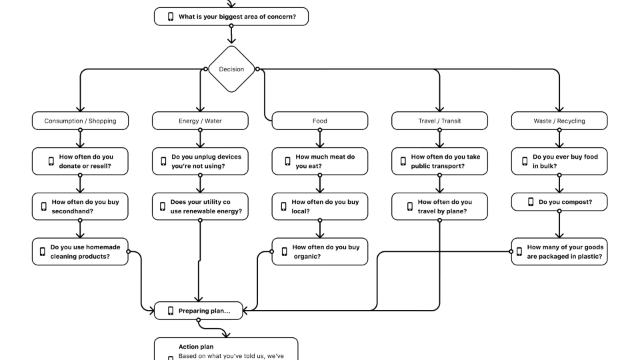 What is your biggest area of concern?
Decision
Consumption / Shopping
Energy / Water
Food
Travel / Transit
Waste / Recycling
How often do you
donate or resell?
Do you unplug devices
you're not using?
How much meat do
you eat?
How often do you take
public transport?
Do you ever buy food
in bulk?
How often do you buy
secondhand?
Does your utility co
use renewable energy?
How often do you buy
local?
How often do you
travel by plane?
Do you compost?
Do you use homemade
cleaning products?
How often do you buy
organic?
How many of your goods
are packaged in plastic?
Preparing plan...
Action plan
Based on what you've told us, we've